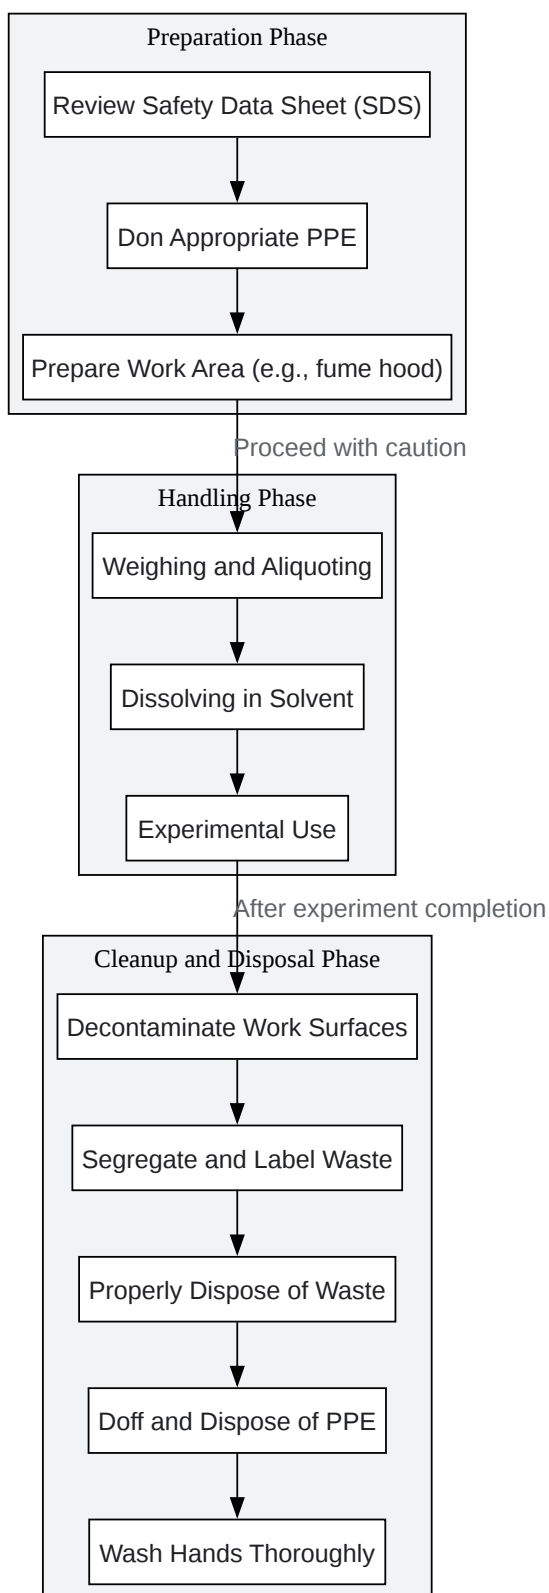 Preparation Phase
Review Safety Data Sheet (SDS)
Don Appropriate PPE
Prepare Work Area (e.g., fume hood)
Proceed with caution
Handling Phase
Weighing and Aliquoting
Dissolving in Solvent
Experimental Use
After experiment completion
Cleanup and Disposal Phase
Decontaminate Work Surfaces
Segregate and Label Waste
Properly Dispose of Waste
Doff and Dispose of PPE
Wash Hands Thoroughly